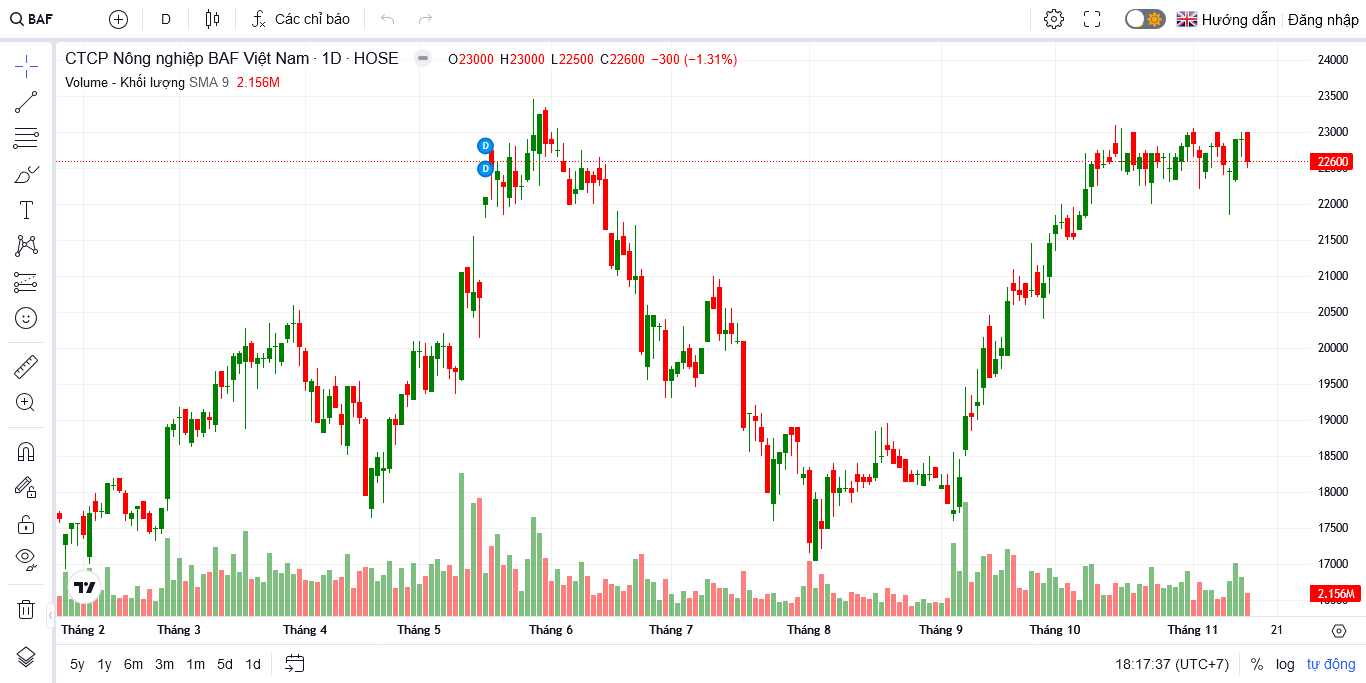 BAF D Các chỉ báo Hướng dẫn Đăng nhập
CTCP Nông nghiệp BAF Việt Nam · 1D · HOSE O23000 H23000 L22500 C22600 −300 (−1.31%)
Volume - Khối lượng SMA 9 2.156M
D
D
24000
23500
23000
22600
22000
21500
21000
20500
20000
19500
19000
18500
18000
17500
17000
2.156M
Tháng 2 Tháng 3 Tháng 4 Tháng 5 Tháng 6 Tháng 7 Tháng 8 Tháng 9 Tháng 10 Tháng 11 21
5y 1y 6m 3m 1m 5d 1d 18:17:37 (UTC+7) % log tự động